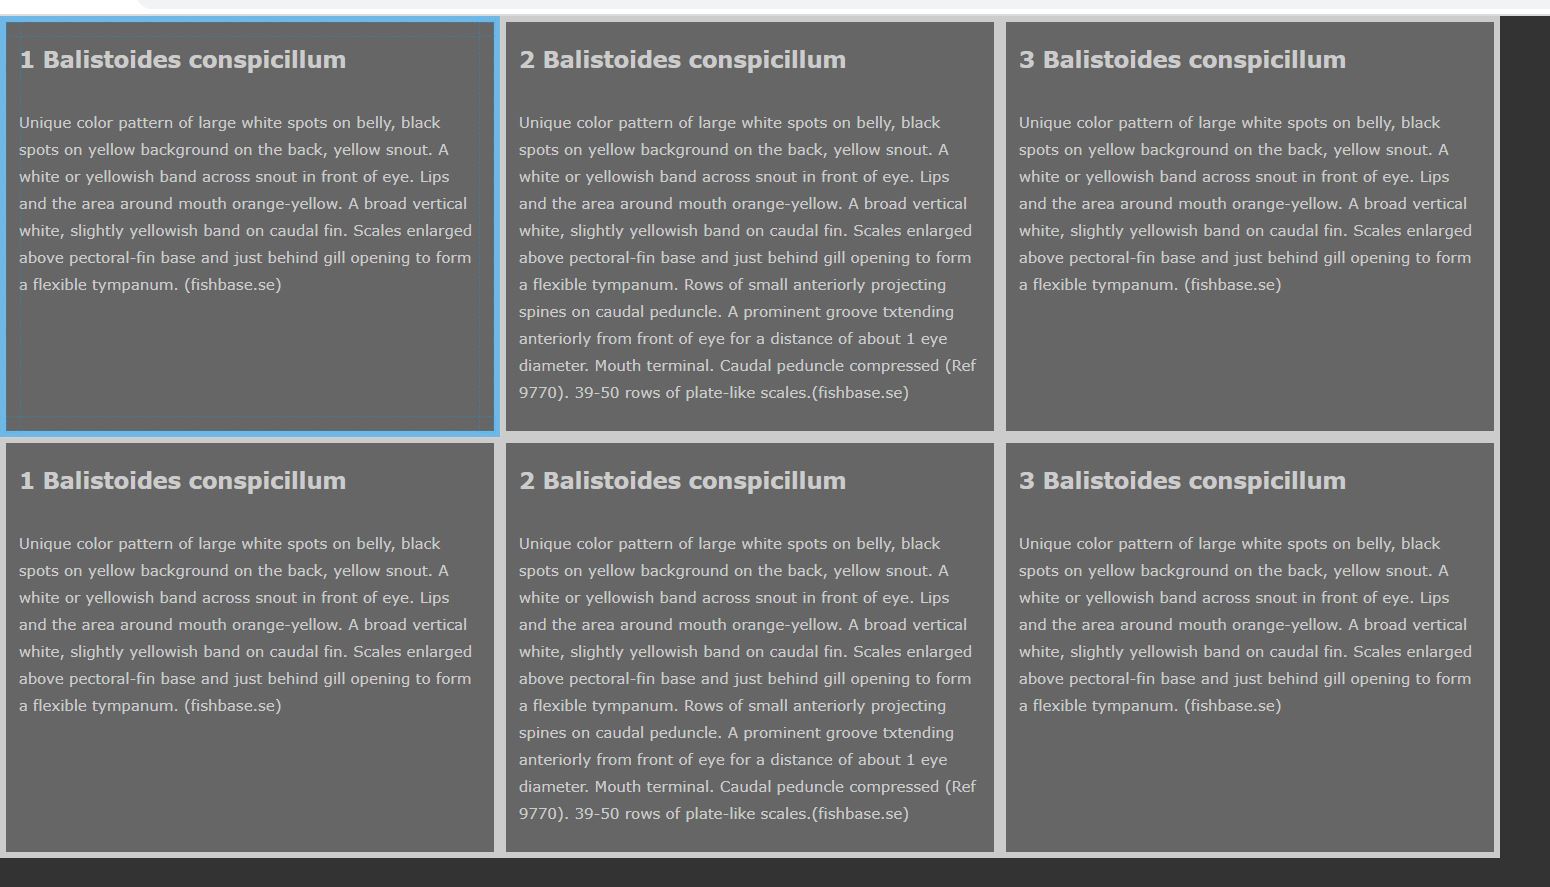 1 Balistoides conspicillum
Unique color pattern of large white spots on belly, black
spots on yellow background on the back, yellow snout. A
white or yellowish band across snout in front of eye. Lips
and the area around mouth orange-yellow. A broad vertical
white, slightly yellowish band on caudal fin. Scales enlarged
above pectoral-fin base and just behind gill opening to form
a flexible tympanum. (fishbase.se)
2 Balistoides conspicillum
Unique color pattern of large white spots on belly, black
spots on yellow background on the back, yellow snout. A
white or yellowish band across snout in front of eye. Lips
and the area around mouth orange-yellow. A broad vertical
white, slightly yellowish band on caudal fin. Scales enlarged
above pectoral-fin base and just behind gill opening to form
a flexible tympanum. Rows of small anteriorly projecting
spines on caudal peduncle. A prominent groove txtending
anteriorly from front of eye for a distance of about 1 eye
diameter. Mouth terminal. Caudal peduncle compressed (Ref
9770). 39-50 rows of plate-like scales.(fishbase.se)
3 Balistoides conspicillum
Unique color pattern of large white spots on belly, black
spots on yellow background on the back, yellow snout. A
white or yellowish band across snout in front of eye. Lips
and the area around mouth orange-yellow. A broad vertical
white, slightly yellowish band on caudal fin. Scales enlarged
above pectoral-fin base and just behind gill opening to form
a flexible tympanum. (fishbase.se)
1 Balistoides conspicillum
Unique color pattern of large white spots on belly, black
spots on yellow background on the back, yellow snout. A
white or yellowish band across snout in front of eye. Lips
and the area around mouth orange-yellow. A broad vertical
white, slightly yellowish band on caudal fin. Scales enlarged
above pectoral-fin base and just behind gill opening to form
a flexible tympanum. (fishbase.se)
2 Balistoides conspicillum
Unique color pattern of large white spots on belly, black
spots on yellow background on the back, yellow snout. A
white or yellowish band across snout in front of eye. Lips
and the area around mouth orange-yellow. A broad vertical
white, slightly yellowish band on caudal fin. Scales enlarged
above pectoral-fin base and just behind gill opening to form
a flexible tympanum. Rows of small anteriorly projecting
spines on caudal peduncle. A prominent groove txtending
anteriorly from front of eye for a distance of about 1 eye
diameter. Mouth terminal. Caudal peduncle compressed (Ref
9770). 39-50 rows of plate-like scales.(fishbase.se)
3 Balistoides conspicillum
Unique color pattern of large white spots on belly, black
spots on yellow background on the back, yellow snout. A
white or yellowish band across snout in front of eye. Lips
and the area around mouth orange-yellow. A broad vertical
white, slightly yellowish band on caudal fin. Scales enlarged
above pectoral-fin base and just behind gill opening to form
a flexible tympanum. (fishbase.se)